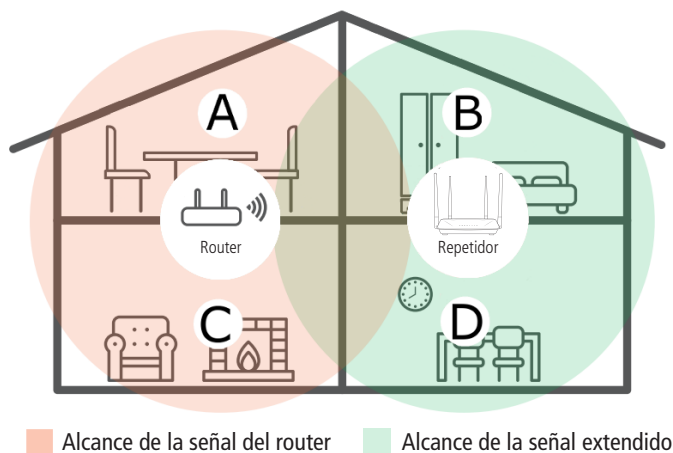 A
B
Router
Repetidor
C
D
Alcance de la señal del router
Alcance de la señal extendido